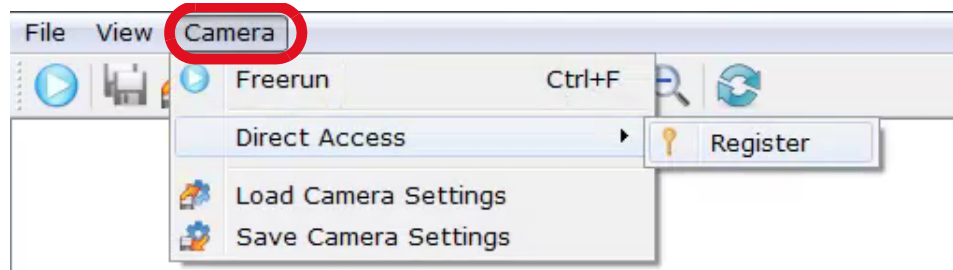 File View Camera
Freerun Ctrl+F
Direct Access Register
Load Camera Settings
Save Camera Settings